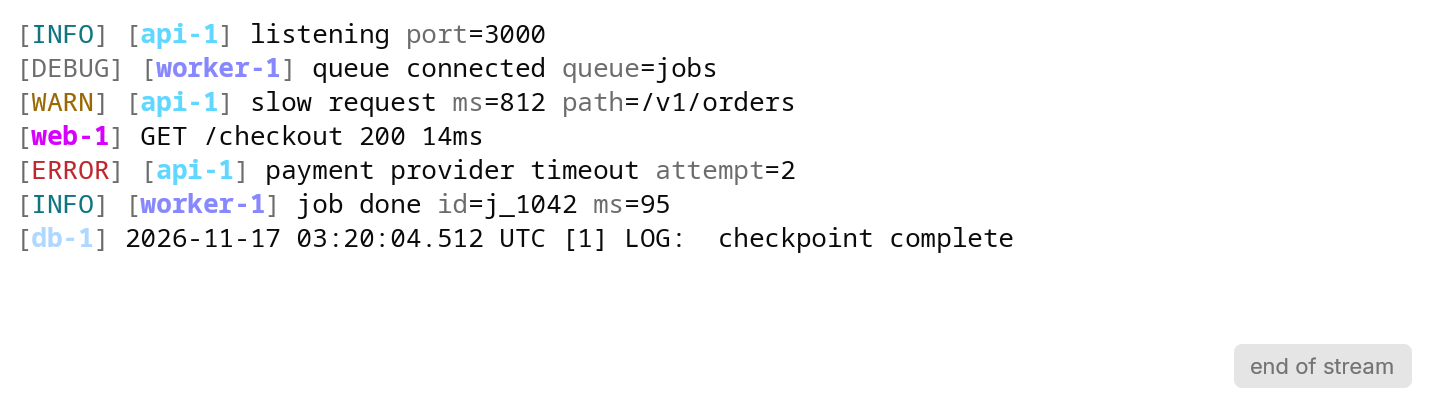 [INFO] [api-1] listening port=3000
[DEBUG] [worker-1] queue connected queue=jobs
[WARN] [api-1] slow request ms=812 path=/v1/orders
[web-1] GET /checkout 200 14ms
[ERROR] [api-1] payment provider timeout attempt=2
[INFO] [worker-1] job done id=j_1042 ms=95
[db-1] 2026-11-17 03:20:04.512 UTC [1] LOG:  checkpoint complete
end of stream